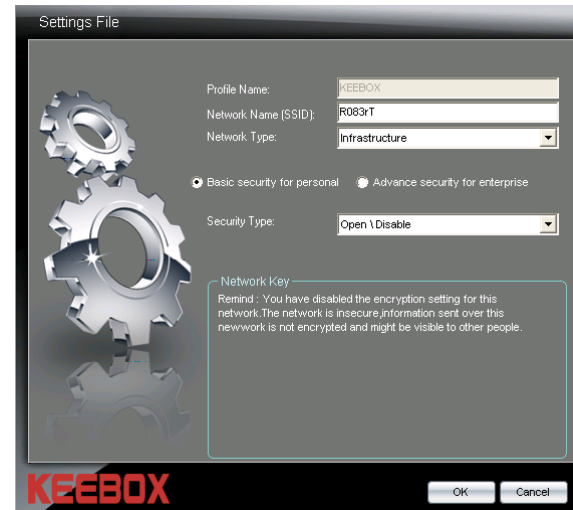 Settings File
Profile Name: KEEBOX
Network Name (SSID): R083rT
Network Type: Infrastructure
Basic security for personal Advance security for enterprise
Security Type: Open \ Disable
Network Key
Remind : You have disabled the encryption setting for this
network.The network is insecure,information sent over this
newwork is not encrypted and might be visible to other people.
KEEBOX
OK Cancel